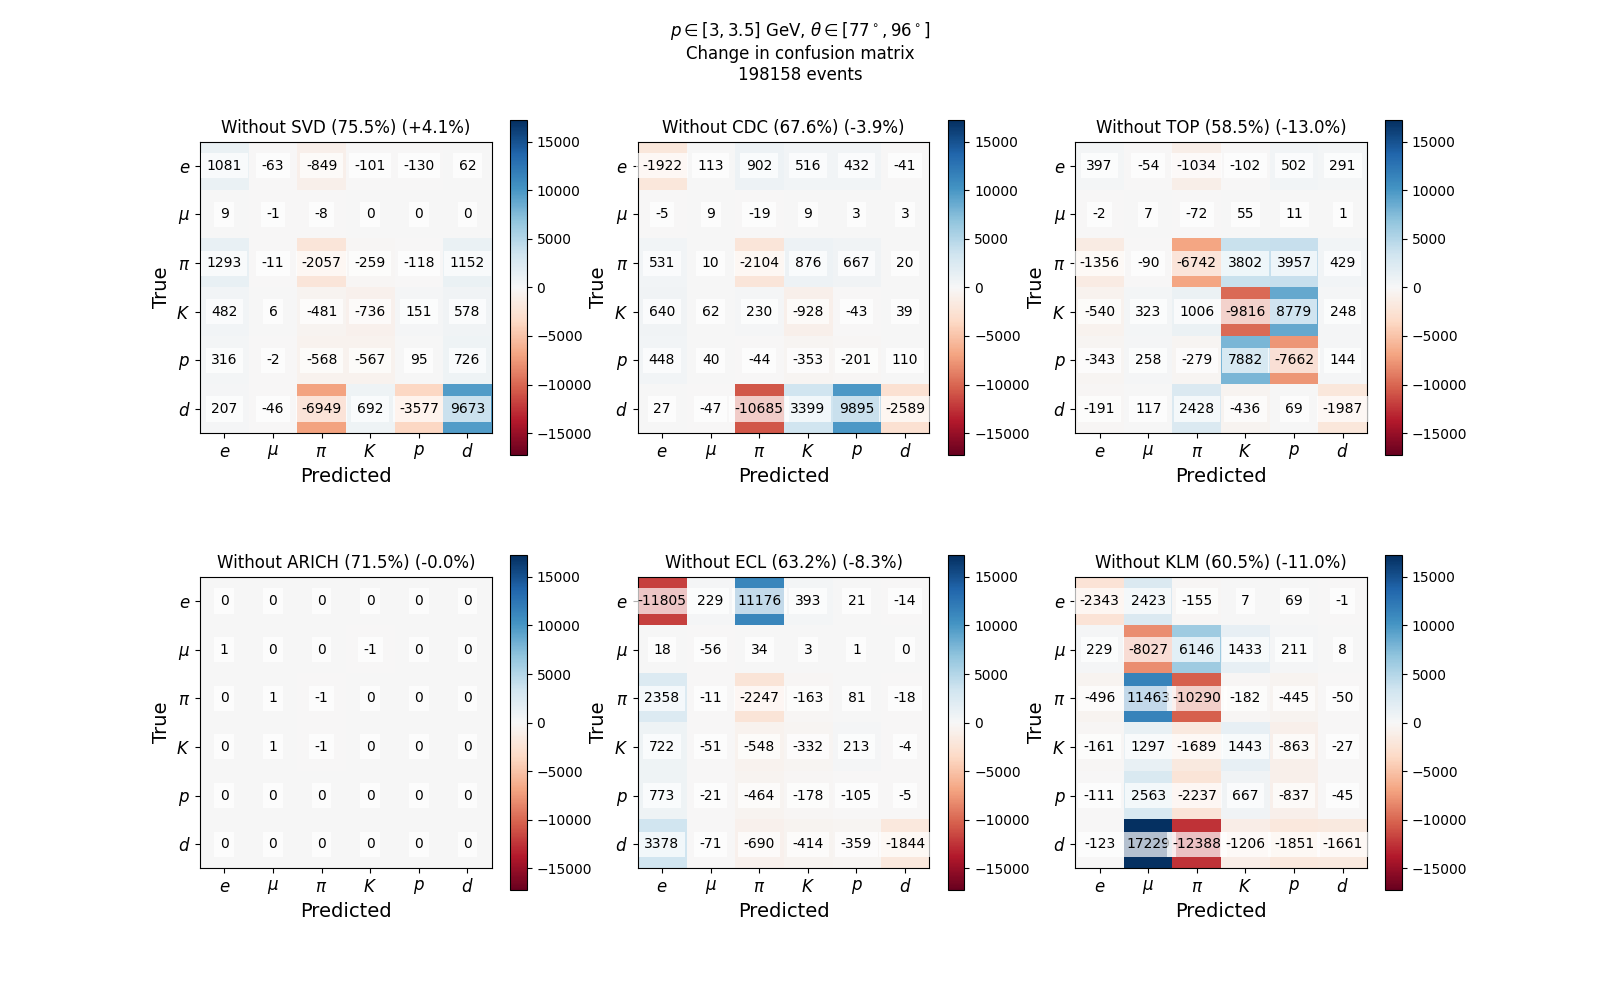 p ∈ [3, 3.5] GeV, θ ∈ [77°, 96°]
Change in confusion matrix
198158 events
Without SVD (75.5%) (+4.1%)
True
e 1081 -63 -849 -101 -130 62
μ 9 -1 -8 0 0 0
π 1293 -11 -2057 -259 -118 1152
K 482 6 -481 -736 151 578
p 316 -2 -568 -567 95 726
d 207 -46 -6949 692 -3577 9673
e μ π K p d
Predicted
15000
10000
5000
0
−5000
−10000
−15000
Without CDC (67.6%) (-3.9%)
True
e -1922 113 902 516 432 -41
μ -5 9 -19 9 3 3
π 531 10 -2104 876 667 20
K 640 62 230 -928 -43 39
p 448 40 -44 -353 -201 110
d 27 -47 -10685 3399 9895 -2589
e μ π K p d
Predicted
15000
10000
5000
0
−5000
−10000
−15000
Without TOP (58.5%) (-13.0%)
True
e 397 -54 -1034 -102 502 291
μ -2 7 -72 55 11 1
π -1356 -90 -6742 3802 3957 429
K -540 323 1006 -9816 8779 248
p -343 258 -279 7882 -7662 144
d -191 117 2428 -436 69 -1987
e μ π K p d
Predicted
15000
10000
5000
0
−5000
−10000
−15000
Without ARICH (71.5%) (-0.0%)
True
e 0 0 0 0 0 0
μ 1 0 0 -1 0 0
π 0 1 -1 0 0 0
K 0 1 -1 0 0 0
p 0 0 0 0 0 0
d 0 0 0 0 0 0
e μ π K p d
Predicted
15000
10000
5000
0
−5000
−10000
−15000
Without ECL (63.2%) (-8.3%)
True
e -11805 229 11176 393 21 -14
μ 18 -56 34 3 1 0
π 2358 -11 -2247 -163 81 -18
K 722 -51 -548 -332 213 -4
p 773 -21 -464 -178 -105 -5
d 3378 -71 -690 -414 -359 -1844
e μ π K p d
Predicted
15000
10000
5000
0
−5000
−10000
−15000
Without KLM (60.5%) (-11.0%)
True
e -2343 2423 -155 7 69 -1
μ 229 -8027 6146 1433 211 8
π -496 11463 -10290 -182 -445 -50
K -161 1297 -1689 1443 -863 -27
p -111 2563 -2237 667 -837 -45
d -123 17229 -12388 -1206 -1851 -1661
e μ π K p d
Predicted
15000
10000
5000
0
−5000
−10000
−15000